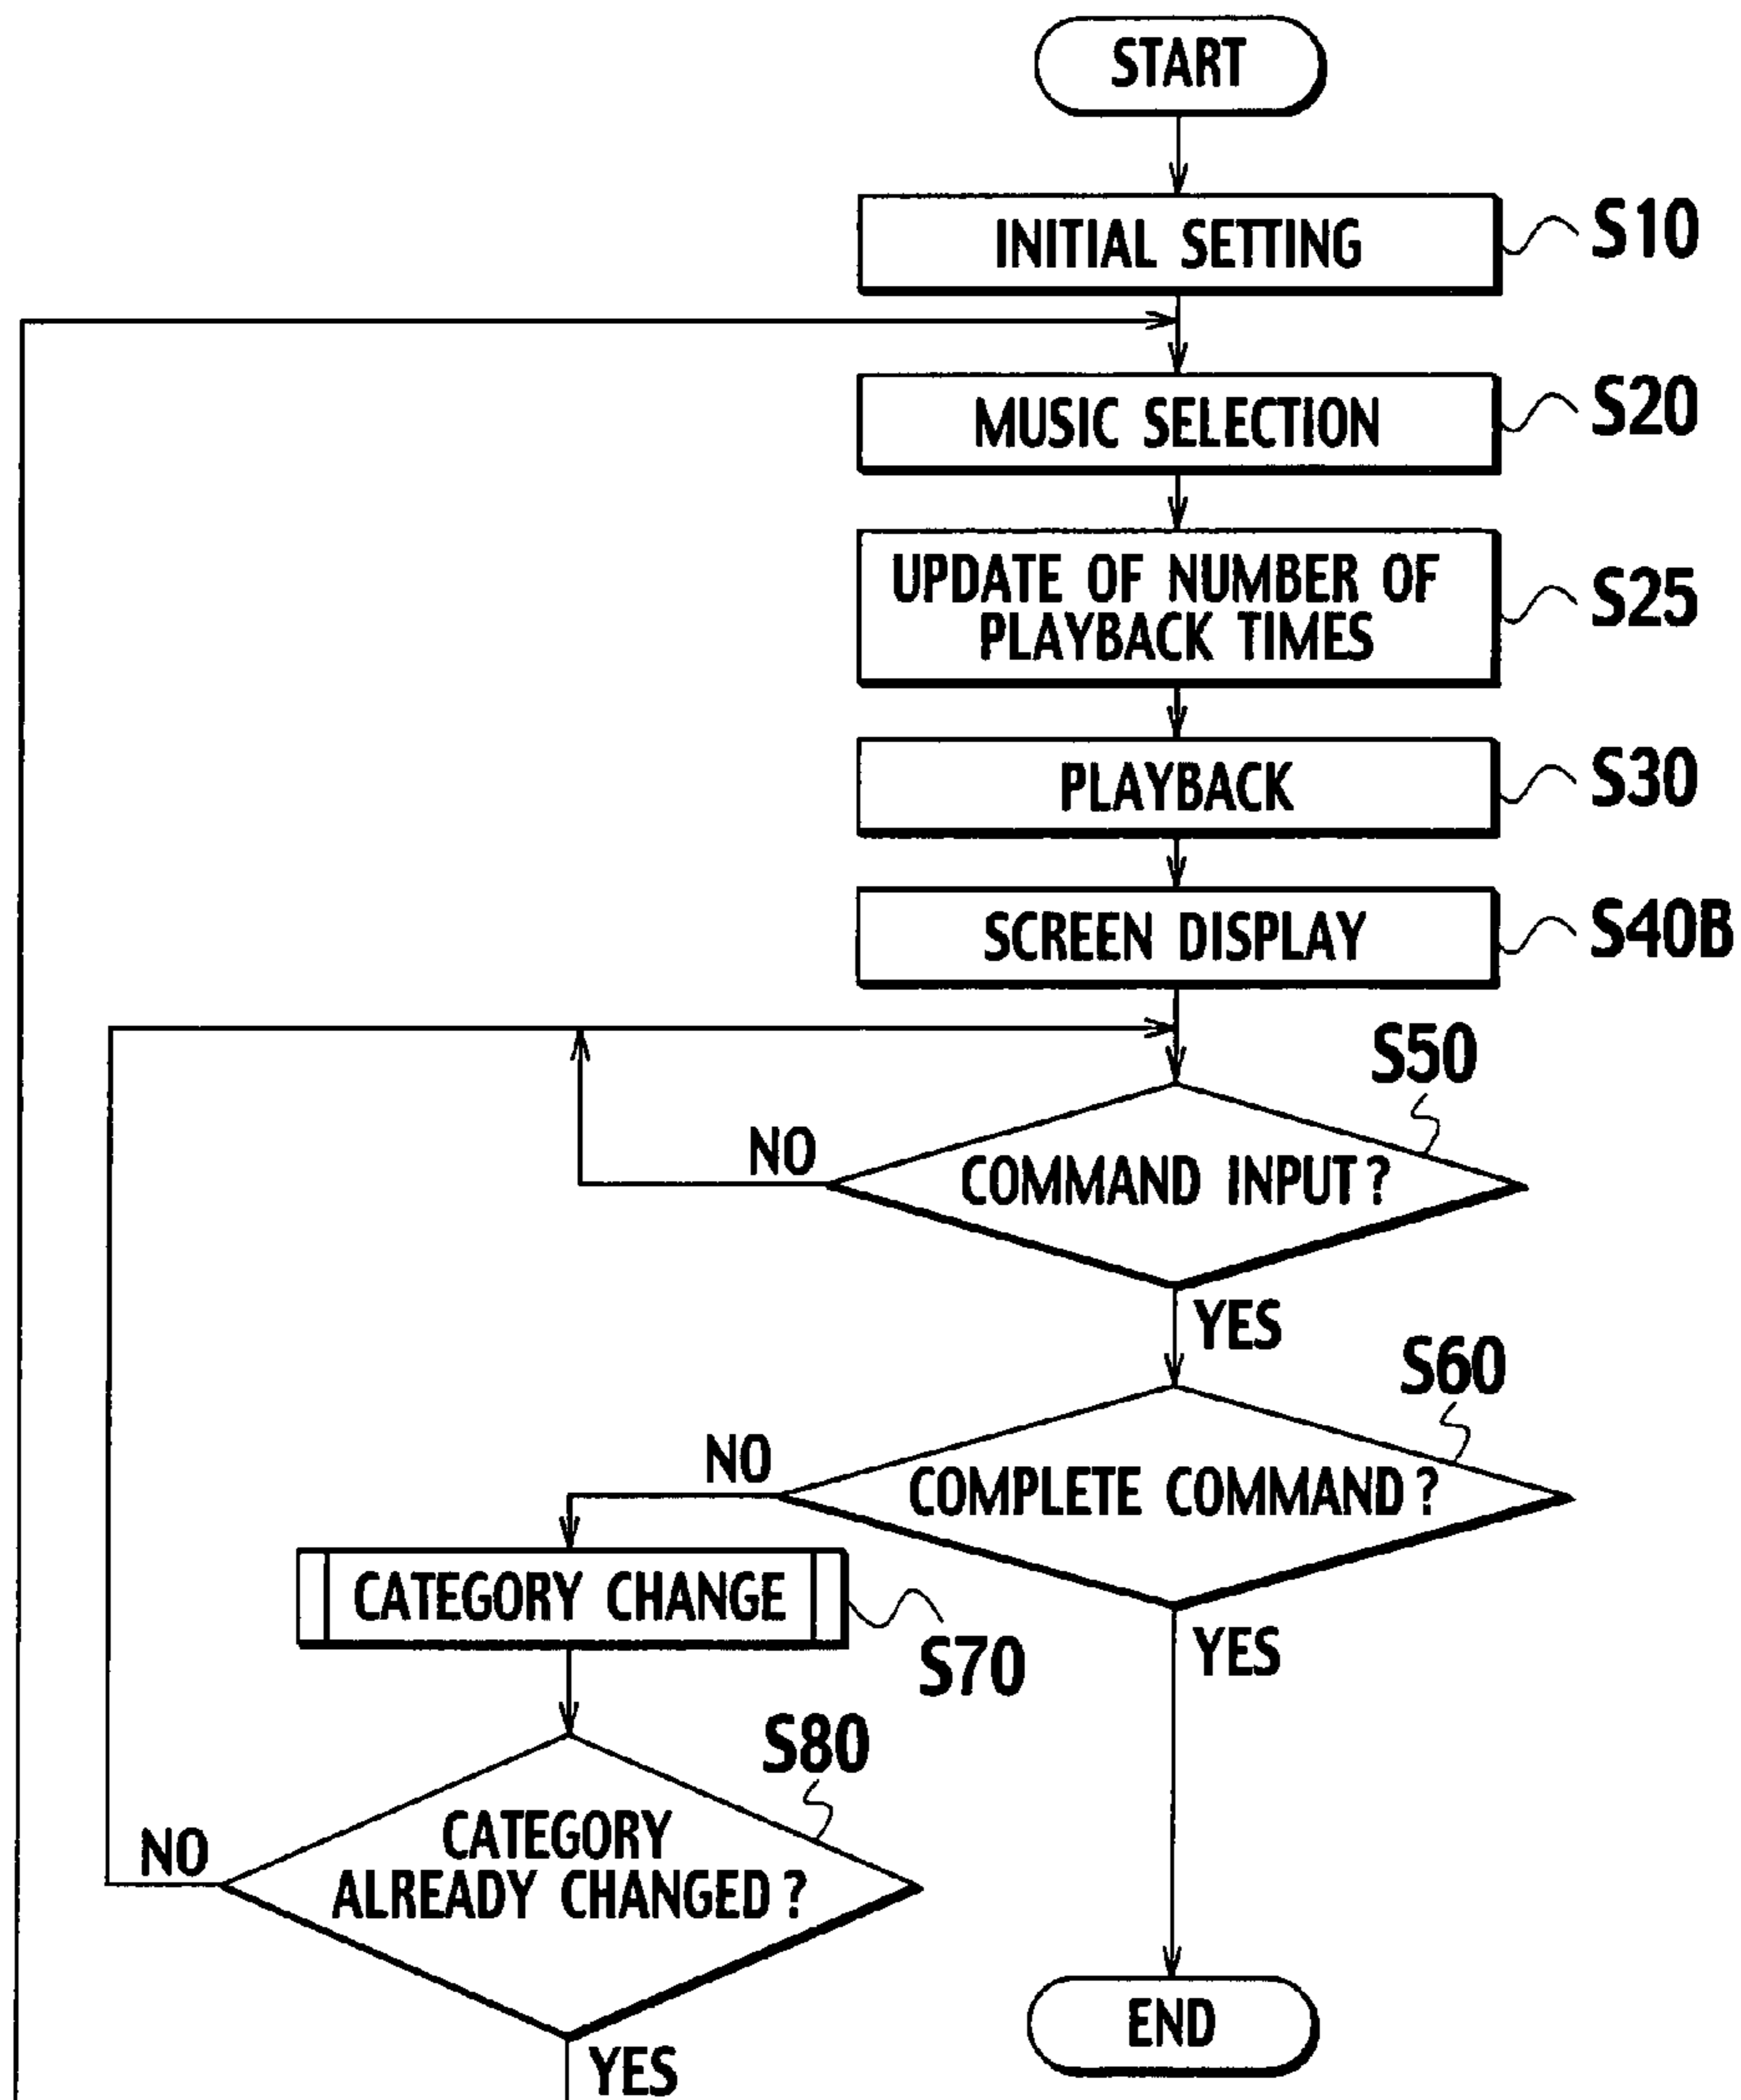 START
INITIAL SETTING
S10
MUSIC SELECTION
S20
UPDATE OF NUMBER OF
PLAYBACK TIMES
S25
PLAYBACK
S30
SCREEN DISPLAY
S40B
S50
NO
COMMAND INPUT?
YES
S60
NO
COMPLETE COMMAND?
CATEGORY CHANGE
S70
YES
S80
NO
CATEGORY
ALREADY CHANGED?
END
YES